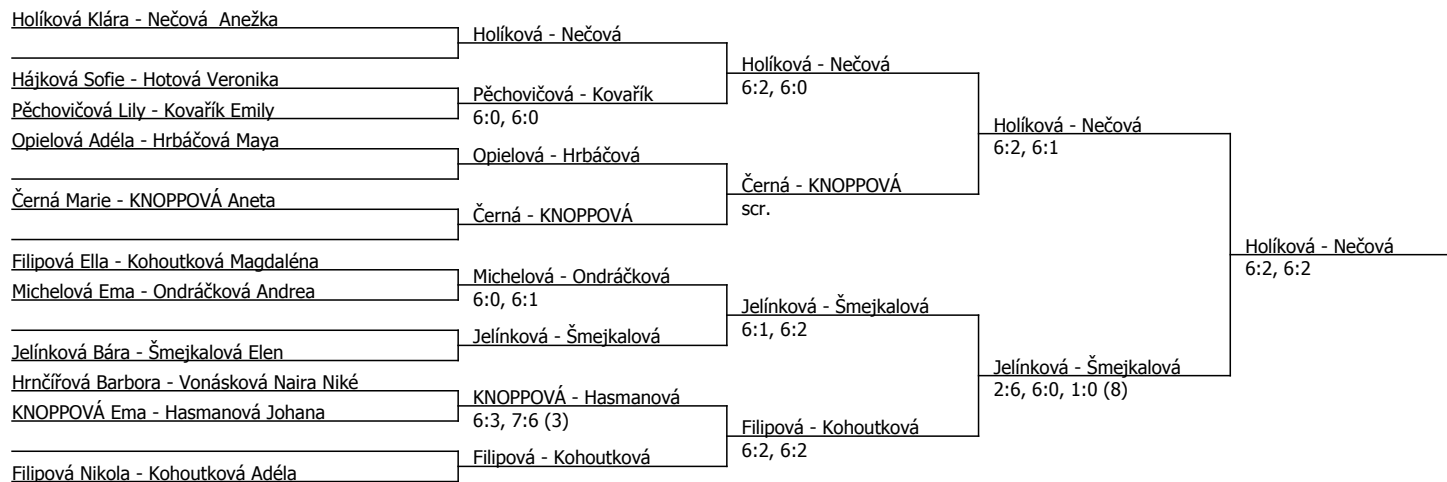 Holíková Klára - Nečová  Anežka
Hájková Sofie - Hotová Veronika
Pěchovičová Lily - Kovařík Emily
Opielová Adéla - Hrbáčová Maya
Černá Marie - KNOPPOVÁ Aneta
Filipová Ella - Kohoutková Magdaléna
Michelová Ema - Ondráčková Andrea
Jelínková Bára - Šmejkalová Elen
Hrnčířová Barbora - Vonásková Naira Niké
KNOPPOVÁ Ema - Hasmanová Johana
Filipová Nikola - Kohoutková Adéla
Holíková - Nečová
Pěchovičová - Kovařík
6:0, 6:0
Opielová - Hrbáčová
Černá - KNOPPOVÁ
Michelová - Ondráčková
6:0, 6:1
Jelínková - Šmejkalová
KNOPPOVÁ - Hasmanová
6:3, 7:6 (3)
Filipová - Kohoutková
Holíková - Nečová
6:2, 6:0
Černá - KNOPPOVÁ
scr.
Jelínková - Šmejkalová
6:1, 6:2
Filipová - Kohoutková
6:2, 6:2
Holíková - Nečová
6:2, 6:1
Jelínková - Šmejkalová
2:6, 6:0, 1:0 (8)
Holíková - Nečová
6:2, 6:2